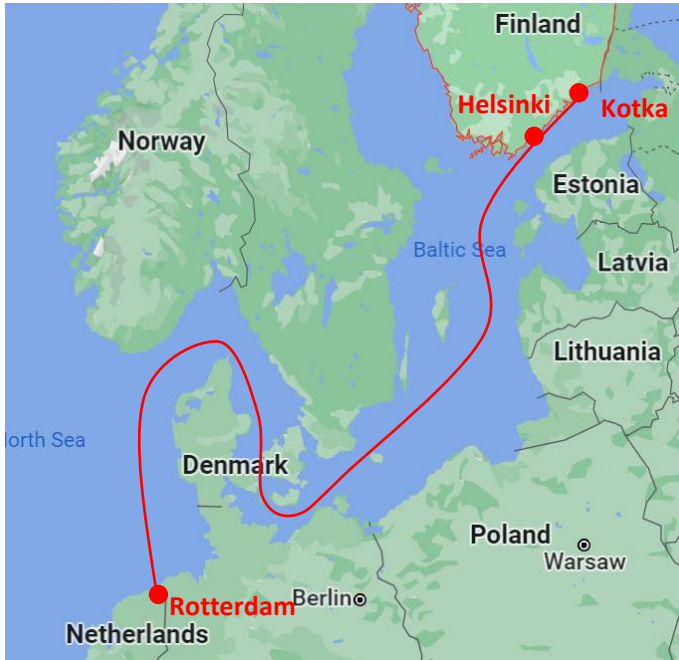 Finland
Helsinki
Kotka
Norway
Estonia
Baltic Sea
Latvia
Lithuania
orth Sea
Denmark
Poland
Warsaw
Berlin
Rotterdam
Netherlands